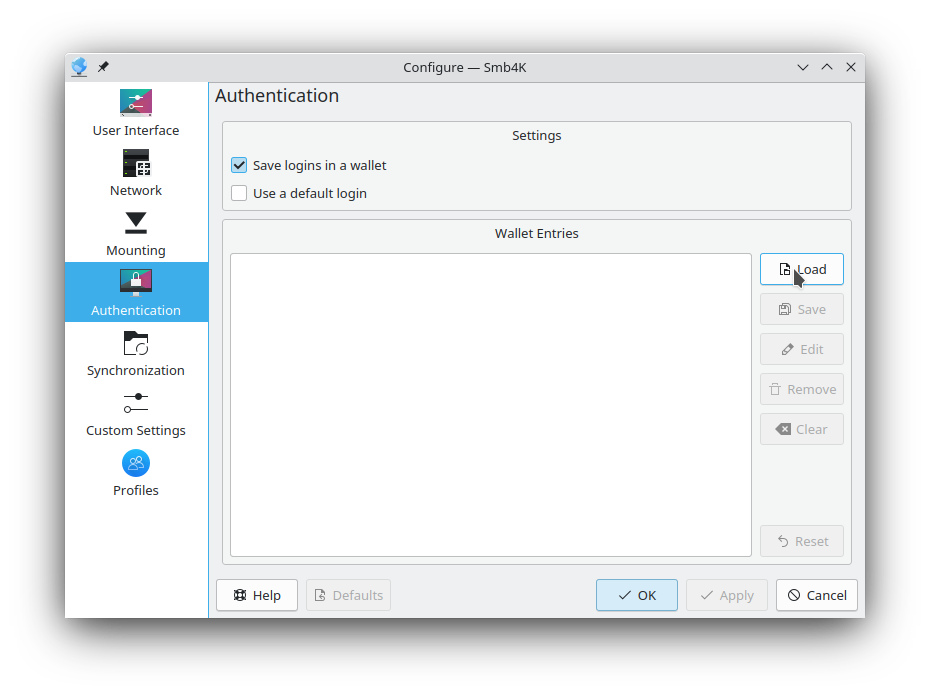 Configure — Smb4K
User Interface
Network
Mounting
Authentication
Synchronization
Custom Settings
Profiles
Authentication
Settings
Save logins in a wallet
Use a default login
Wallet Entries
Load
Save
Edit
Remove
Clear
Reset
Help
Defaults
OK
Apply
Cancel